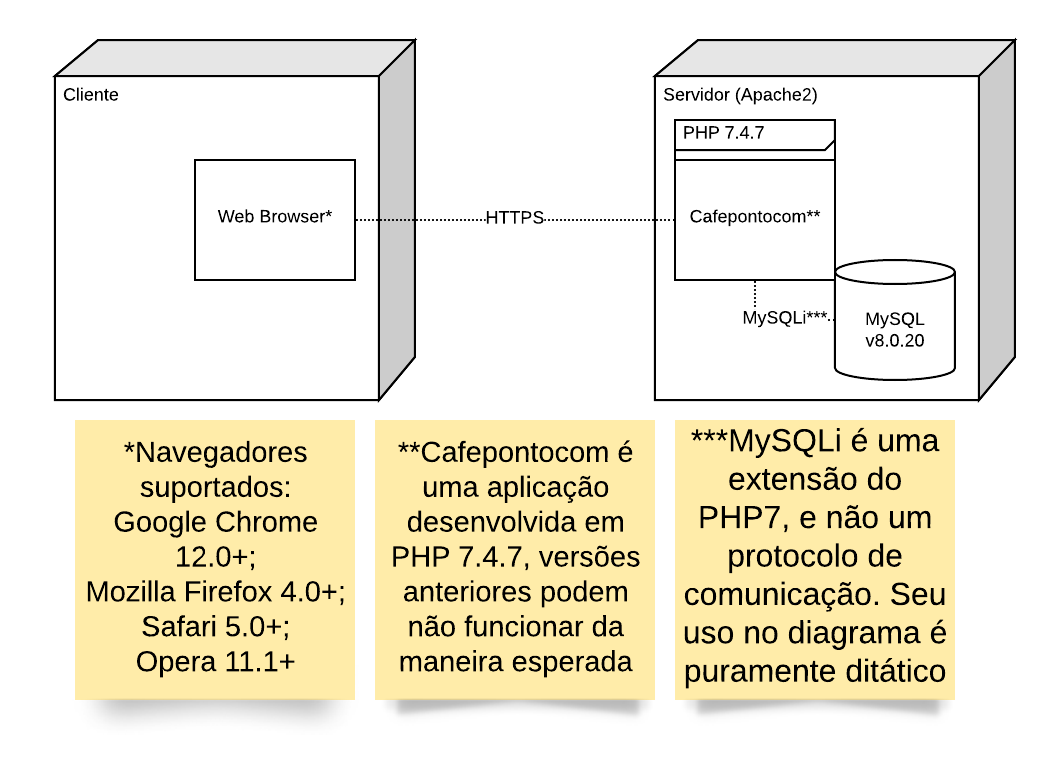 Cliente
Servidor (Apache2)
PHP 7.4.7
Web Browser*
HTTPS
Cafepontocom**
MySQLi***
MySQL
v8.0.20
*Navegadores
suportados:
Google Chrome
12.0+;
Mozilla Firefox 4.0+;
Safari 5.0+;
Opera 11.1+
**Cafepontocom é
uma aplicação
desenvolvida em
PHP 7.4.7, versões
anteriores podem
não funcionar da
maneira esperada
***MySQLi é uma
extensão do
PHP7, e não um
protocolo de
comunicação. Seu
uso no diagrama é
puramente ditático